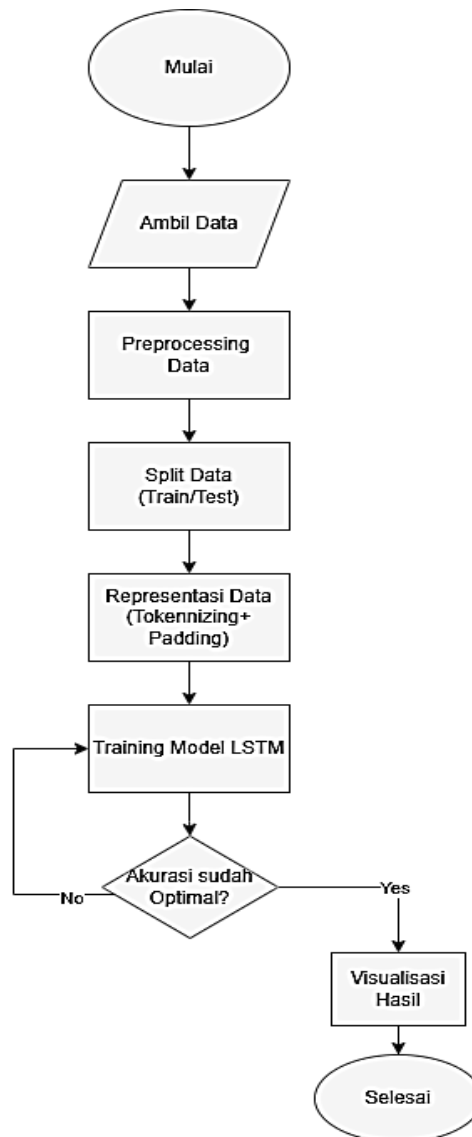 Mulai
Ambil Data
Preprocessing
Data
Split Data
(Train/Test)
Representasi Data
(Tokennizing+
Padding)
Training Model LSTM
Akurasi sudah
Optimal?
No
Yes
Visualisasi
Hasil
Selesai